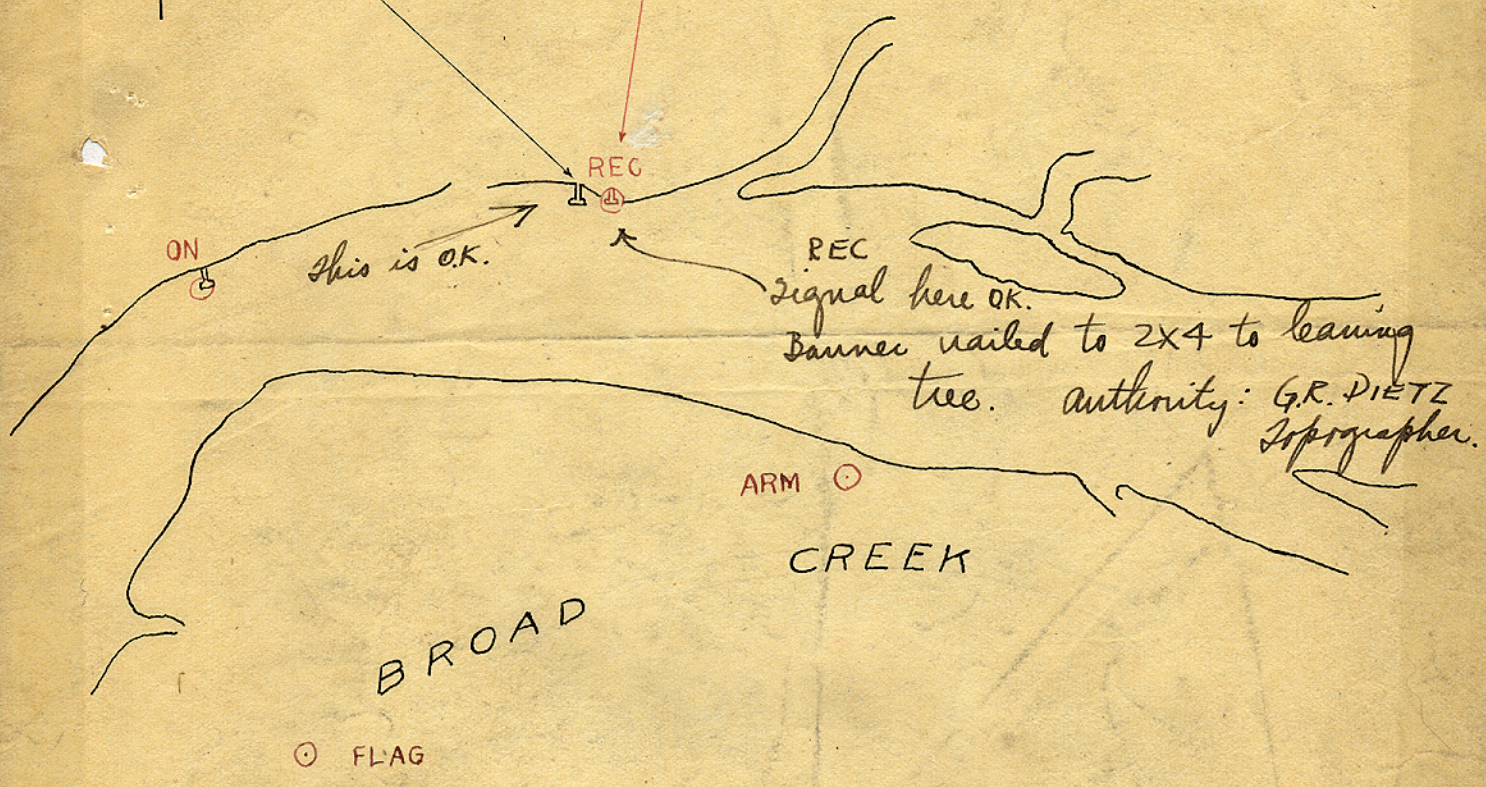 REC
ON
This is O.K.
REC
Signal here OK.
Banner nailed to 2X4 to leaning
tree. authority: G.R. DIETZ
Topographer.
ARM
CREEK
BROAD
FLAG